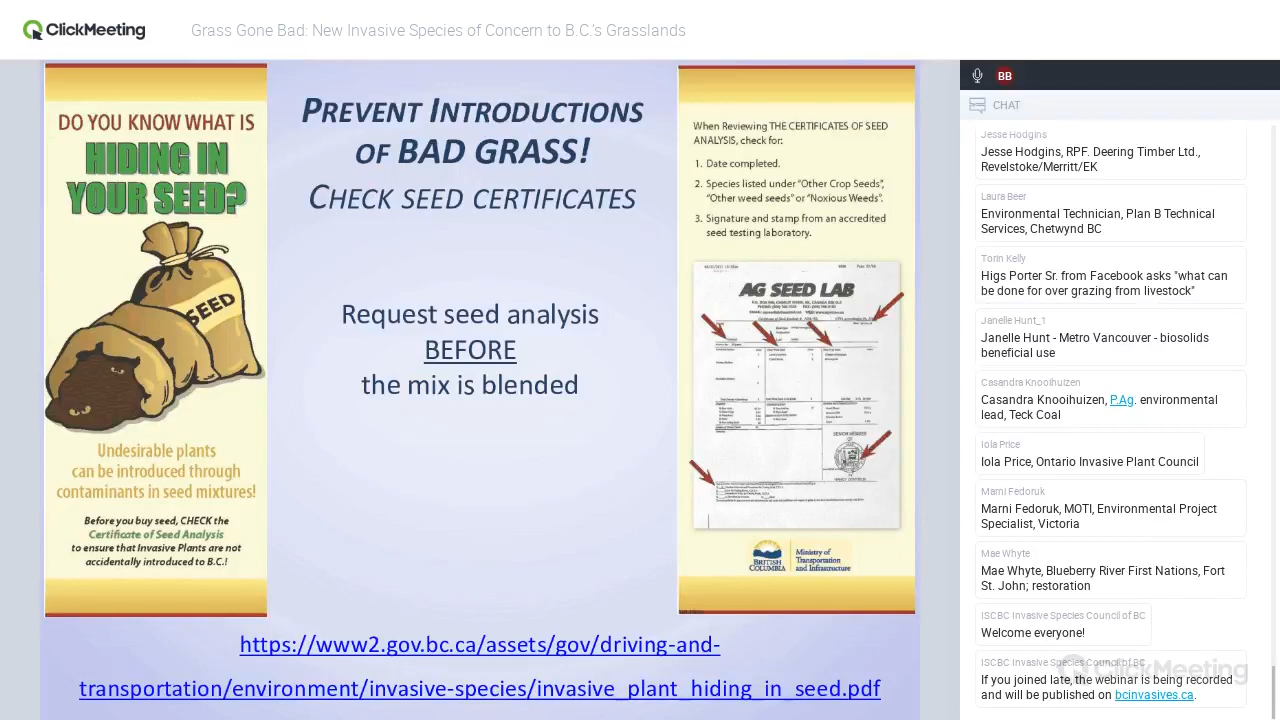 ClickMeeting
Grass Gone Bad: New Invasive Species of Concern to B.C.'s Grasslands
DO YOU KNOW WHAT IS
HIDING IN
YOUR SEED?
SEED
Undesirable plants
can be introduced through
contaminants in seed mixtures!
Before you buy seed, CHECK the
Certificate of Seed Analysis
to ensure that Invasive Plants are not
accidentally introduced to B.C.!
PREVENT INTRODUCTIONS
OF BAD GRASS!
CHECK SEED CERTIFICATES
Request seed analysis
BEFORE
the mix is blended
When Reviewing THE CERTIFICATES OF SEED
ANALYSIS, check for:
1. Date completed.
2. Species listed under "Other Crop Seeds",
"Other weed seeds" or "Noxious Weeds".
3. Signature and stamp from an accredited
seed testing laboratory.
AG SEED LAB
BRITISH
COLUMBIA
Ministry of
Transportation
and Infrastructure
https://www2.gov.bc.ca/assets/gov/driving-and-
transportation/environment/invasive-species/invasive_plant_hiding_in_seed.pdf
BB
CHAT
Jesse Hodgins
Jesse Hodgins, RPF. Deering Timber Ltd.,
Revelstoke/Merritt/EK
Laura Beer
Environmental Technician, Plan B Technical
Services, Chetwynd BC
Torin Kelly
Higs Porter Sr. from Facebook asks "what can
be done for over grazing from livestock"
Janelle Hunt_1
Janelle Hunt - Metro Vancouver - biosolids
beneficial use
Casandra Knooihuizen
Casandra Knooihuizen, P.Ag. environmental
lead, Teck Coal
Iola Price
Iola Price, Ontario Invasive Plant Council
Marni Fedoruk
Marni Fedoruk, MOTI, Environmental Project
Specialist, Victoria
Mae Whyte
Mae Whyte, Blueberry River First Nations, Fort
St. John; restoration
ISCBC Invasive Species Council of BC
Welcome everyone!
ISCBC Invasive Species Council of BC
If you joined late, the webinar is being recorded
and will be published on bcinvasives.ca.
ClickMeeting